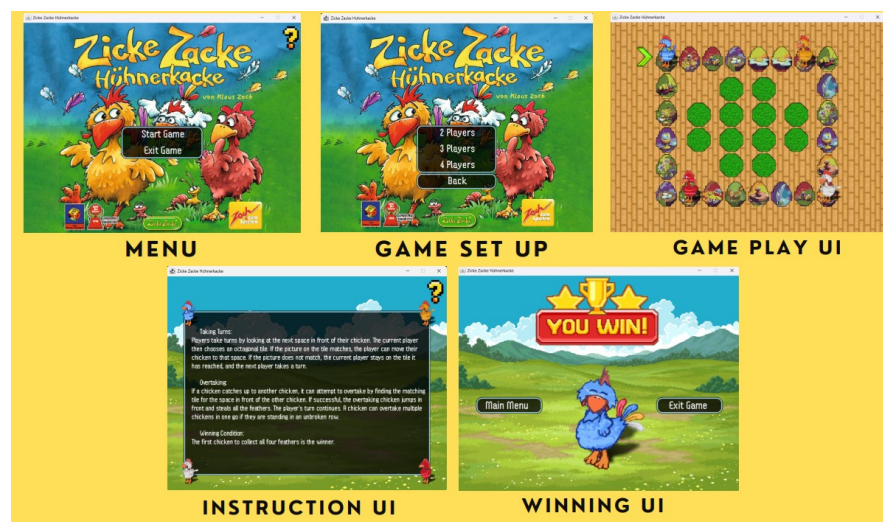 Zicke Zacke Hühnerkacke
Zicke Zacke Hühnerkacke
Zicke Zacke Hühnerkacke
?
Zicke Zacke
Hühnerkacke
von Klaus Zoch
Start Game
Exit Game
Zicke Zacke
Hühnerkacke
von Klaus Zoch
2 Players
3 Players
4 Players
Back
MENU
GAME SET UP
GAME PLAY UI
Zicke Zacke Hühnerkacke
Zicke Zacke Hühnerkacke
?
Taking Turns:
Players take turns by looking at the next space in front of their chicken. The current player
then chooses an octagonal tile. If the picture on the tile matches, the player can move their
chicken to that space. If the picture does not match, the current player stays on the tile it
has reached, and the next player takes a turn.
Overtaking:
If a chicken catches up to another chicken, it can attempt to overtake by finding the matching
tile for the space in front of the other chicken. If successful, the overtaking chicken jumps in
front and steals all the feathers. The player's turn continues. A chicken can overtake multiple
chickens in one go if they are standing in an unbroken row.
Winning Condition:
The first chicken to collect all four feathers is the winner.
YOU WIN!
Main Menu
Exit Game
INSTRUCTION UI
WINNING UI